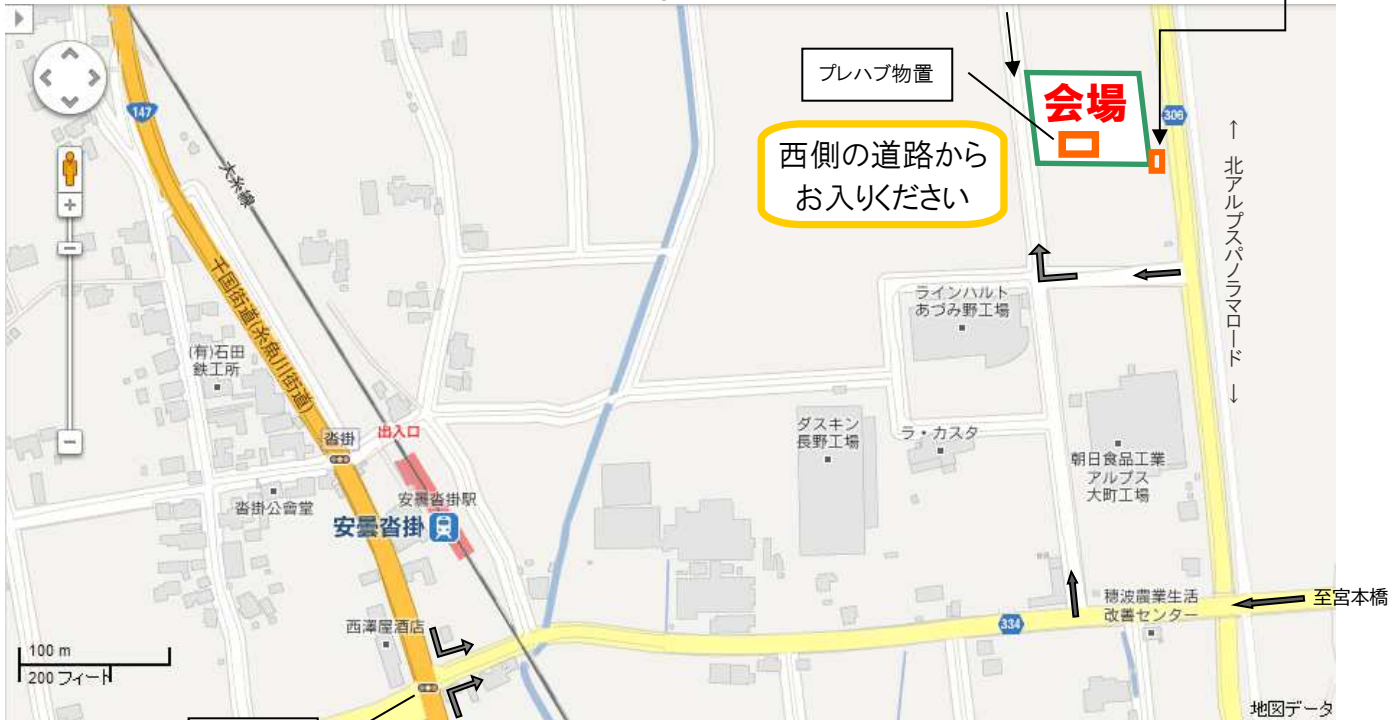 プレハブ物置
会場
147
306
西側の道路から
お入りください
↑ 北アルプスパノラマロード ↓
大糸線
千国街道(糸魚川街道)
ラインハルト
あづみ野工場
(有)石田
鉄工所
沓掛
出入口
ダスキン
長野工場
ラ・カスタ
朝日食品工業
アルプス
大町工場
沓掛公會堂
安曇沓掛駅
安曇沓掛
穂波農業生活
改善センター
至宮本橋
西澤屋酒店
334
100 m
200 フィート
地図データ